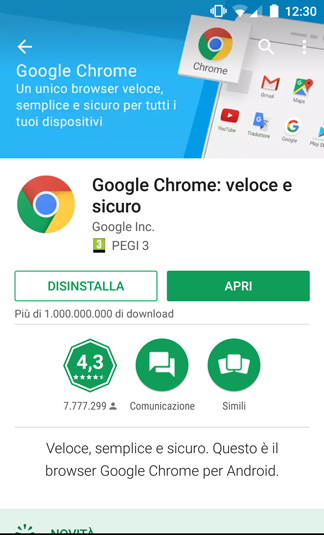 12:30
Google Chrome
Un unico browser veloce,
semplice e sicuro per tutti i
tuoi dispositivi
Chrome
Gmail
Maps
YouTube
Traduttore
Google
Play
Google Chrome: veloce e
sicuro
Google Inc.
3 PEGI 3
DISINSTALLA
APRI
Più di 1.000.000.000 di download
4,3
7.777.299
Comunicazione
Simili
Veloce, semplice e sicuro. Questo è il
browser Google Chrome per Android.
NOVITÀ